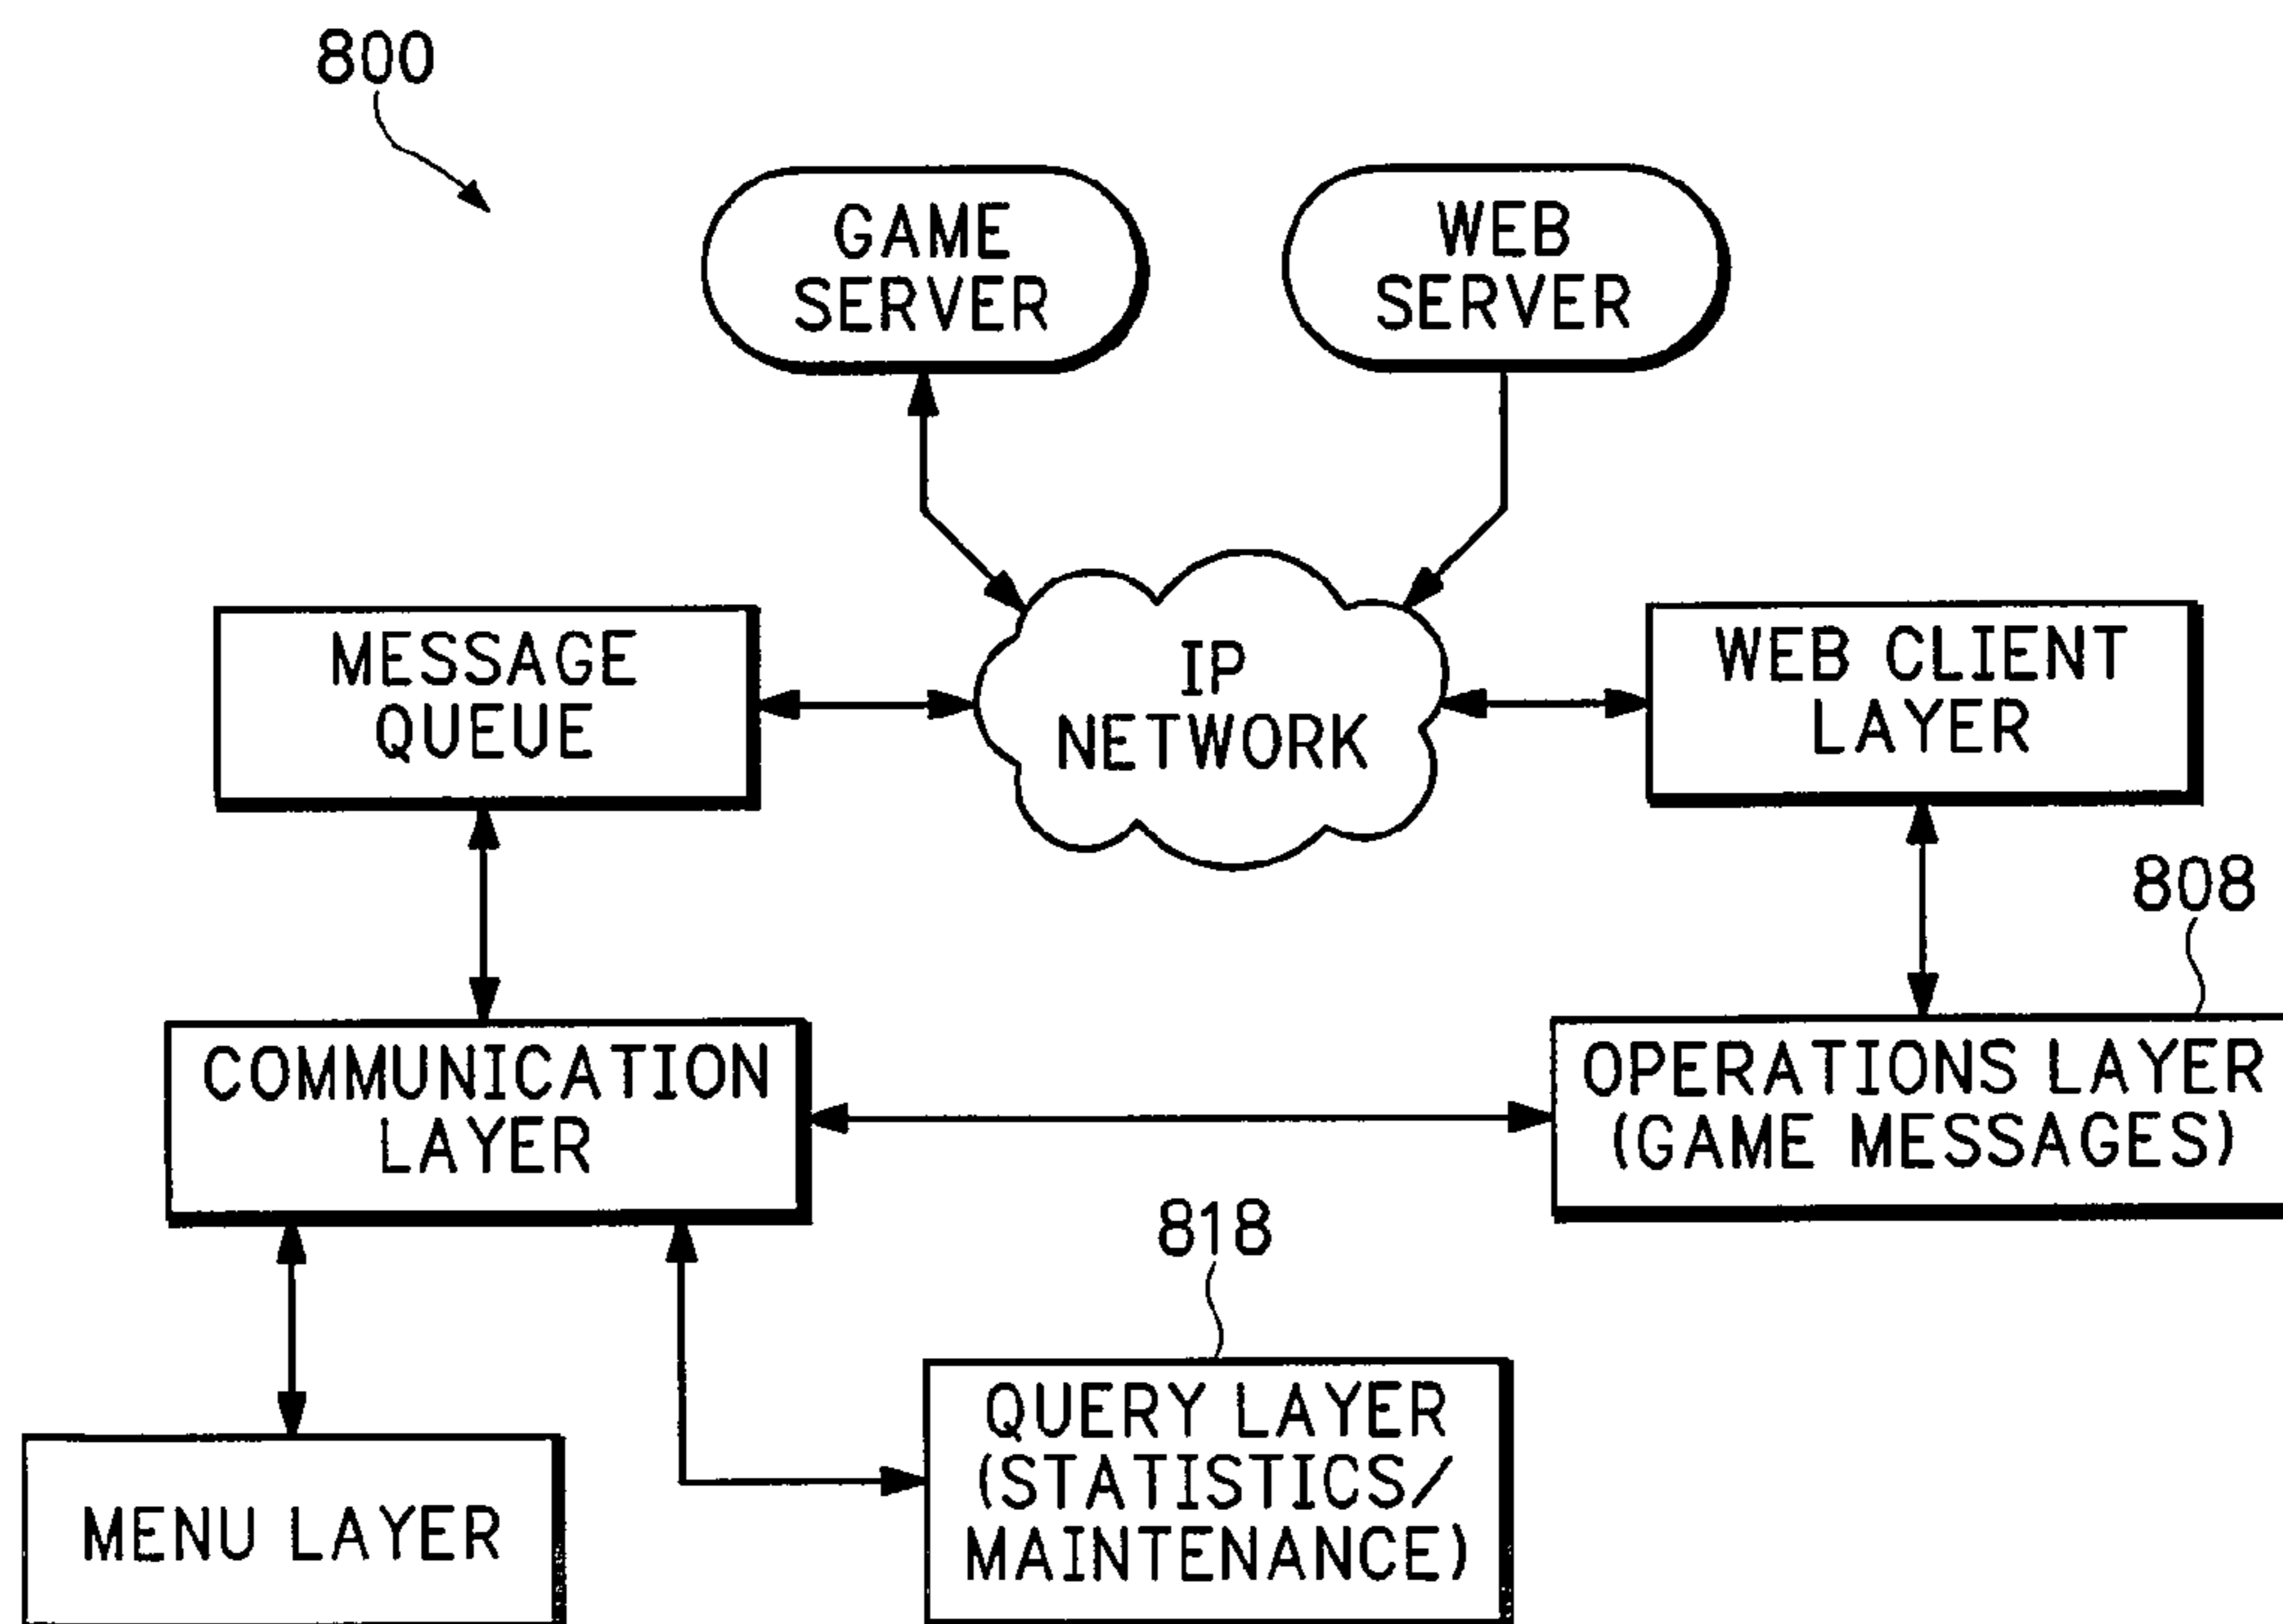 800
GAME
SERVER
WEB
SERVER
MESSAGE
QUEUE
IP
NETWORK
WEB CLIENT
LAYER
808
COMMUNICATION
LAYER
OPERATIONS LAYER
(GAME MESSAGES)
818
QUERY LAYER
(STATISTICS/
MAINTENANCE)
MENU LAYER